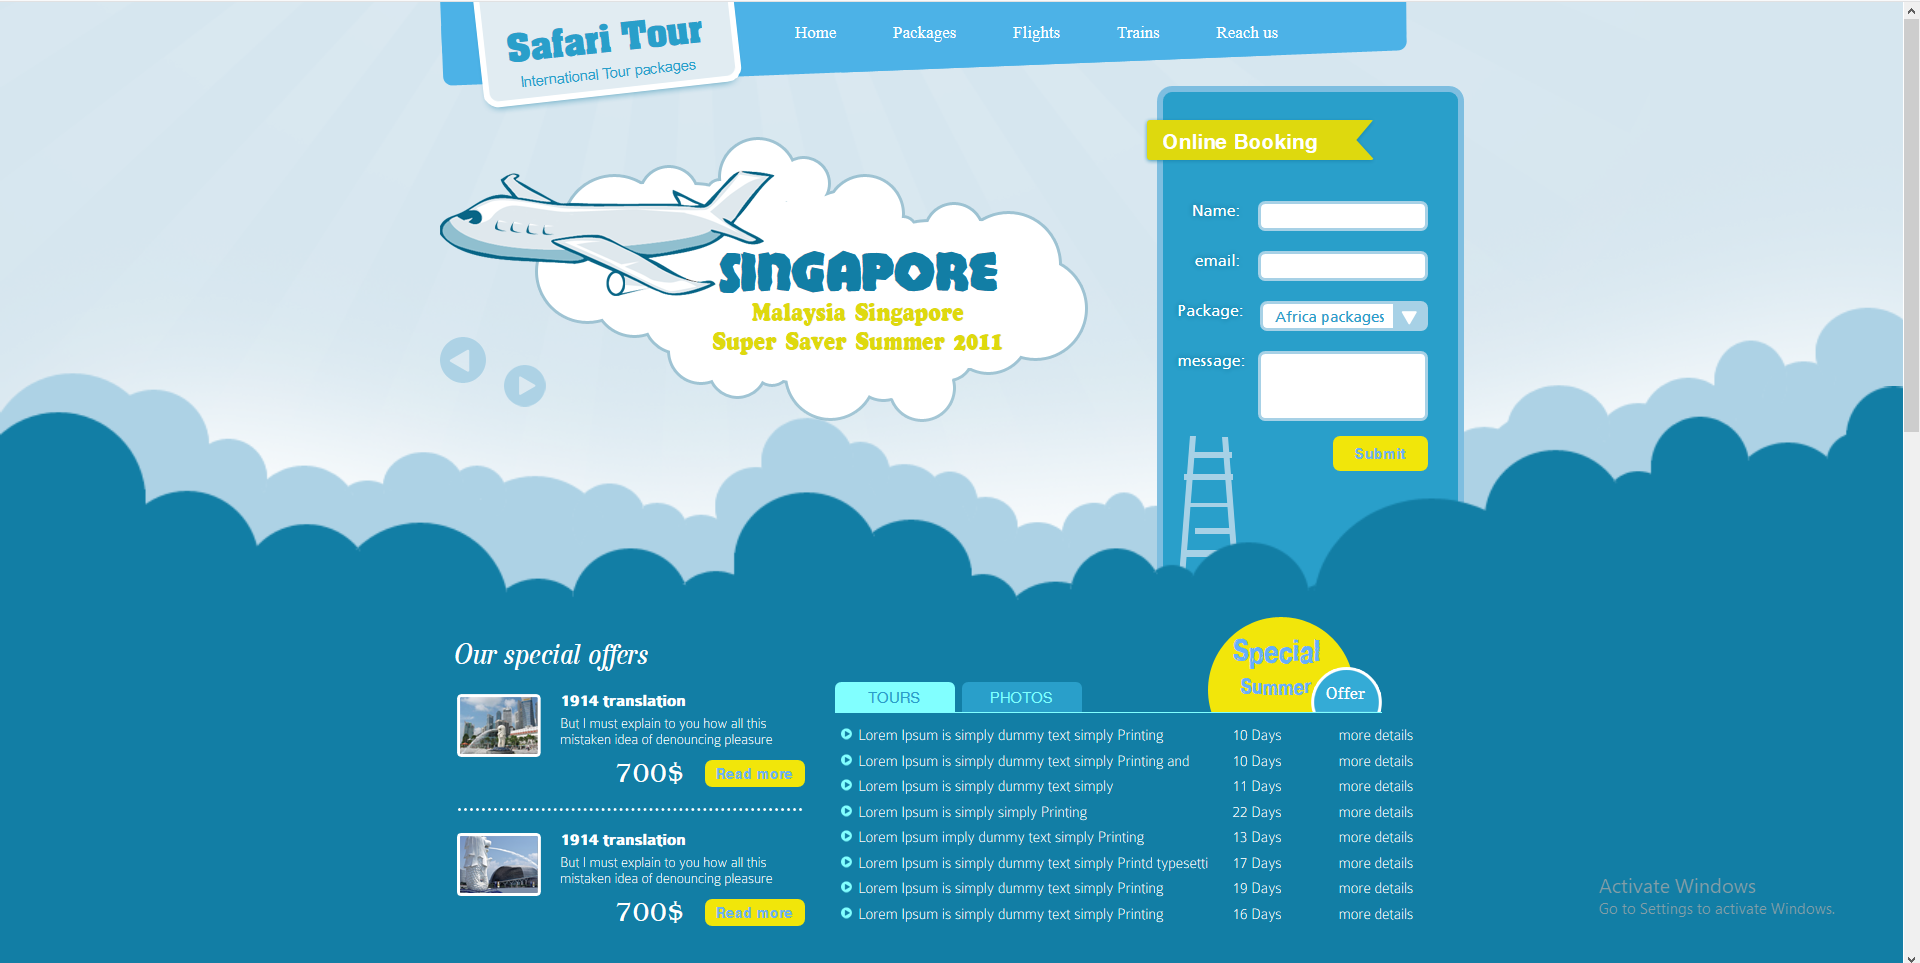 Safari Tour
International Tour packages
Home
Packages
Flights
Trains
Reach us
SINGAPORE
Malaysia Singapore
Super Saver Summer 2011
Online Booking
Name:
email:
Package:
Africa packages
message:
Submit
Our special offers
1914 translation
But I must explain to you how all this
mistaken idea of denouncing pleasure
700$
Read more
1914 translation
But I must explain to you how all this
mistaken idea of denouncing pleasure
700$
Read more
Special
Summer
Offer
TOURS
PHOTOS
Lorem Ipsum is simply dummy text simply Printing 10 Days more details
Lorem Ipsum is simply dummy text simply Printing and 10 Days more details
Lorem Ipsum is simply dummy text simply 11 Days more details
Lorem Ipsum is simply simply Printing 22 Days more details
Lorem Ipsum imply dummy text simply Printing 13 Days more details
Lorem Ipsum is simply dummy text simply Printd typesetti 17 Days more details
Lorem Ipsum is simply dummy text simply Printing 19 Days more details
Lorem Ipsum is simply dummy text simply Printing 16 Days more details
Activate Windows
Go to Settings to activate Windows.